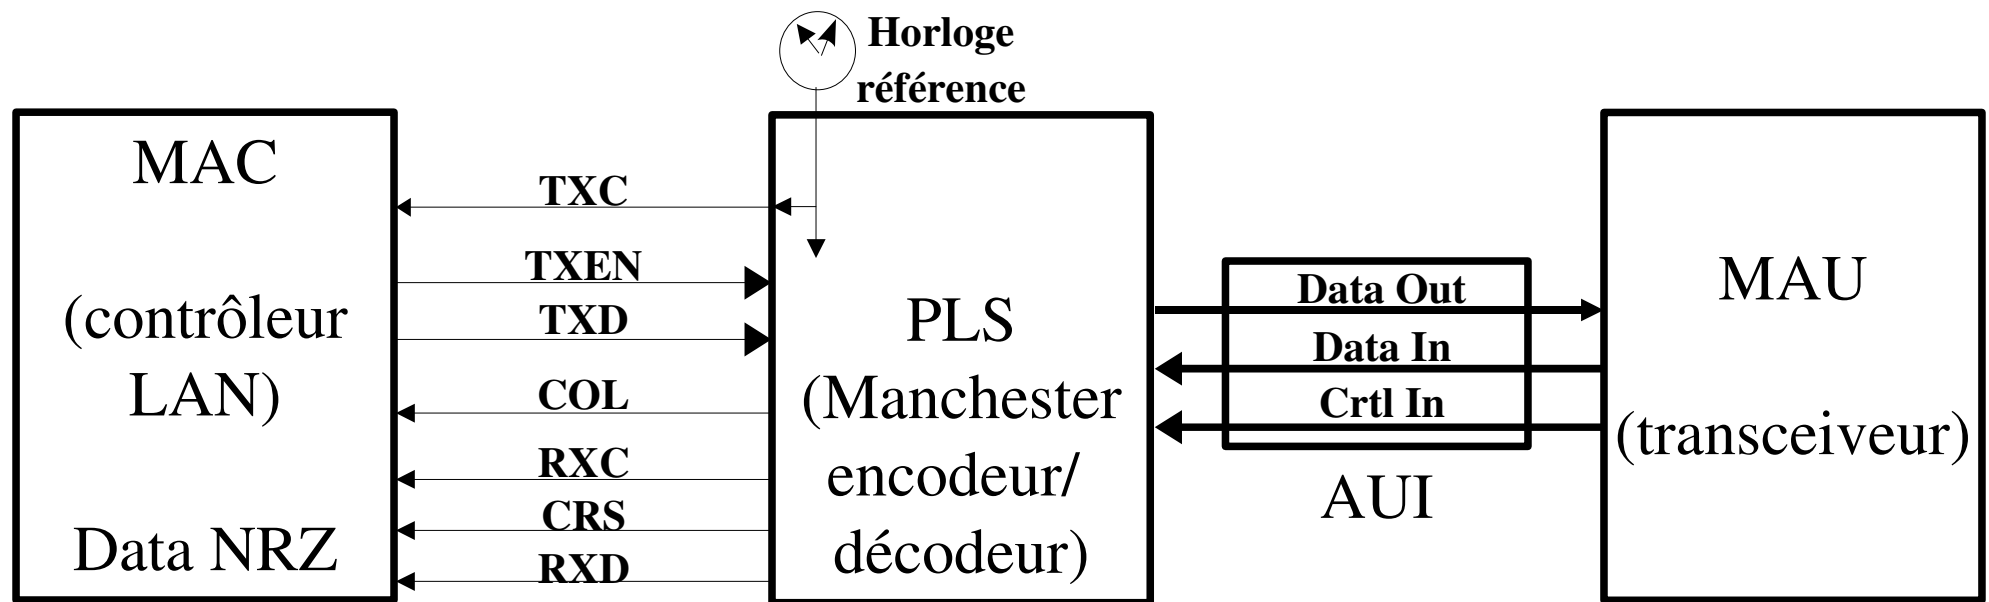 Horloge
référence
MAC
(contrôleur
LAN)
Data NRZ
TXC
TXEN
TXD
COL
RXC
CRS
RXD
PLS
(Manchester
encodeur/
décodeur)
Data Out
Data In
Crtl In
AUI
MAU
(transceiveur)